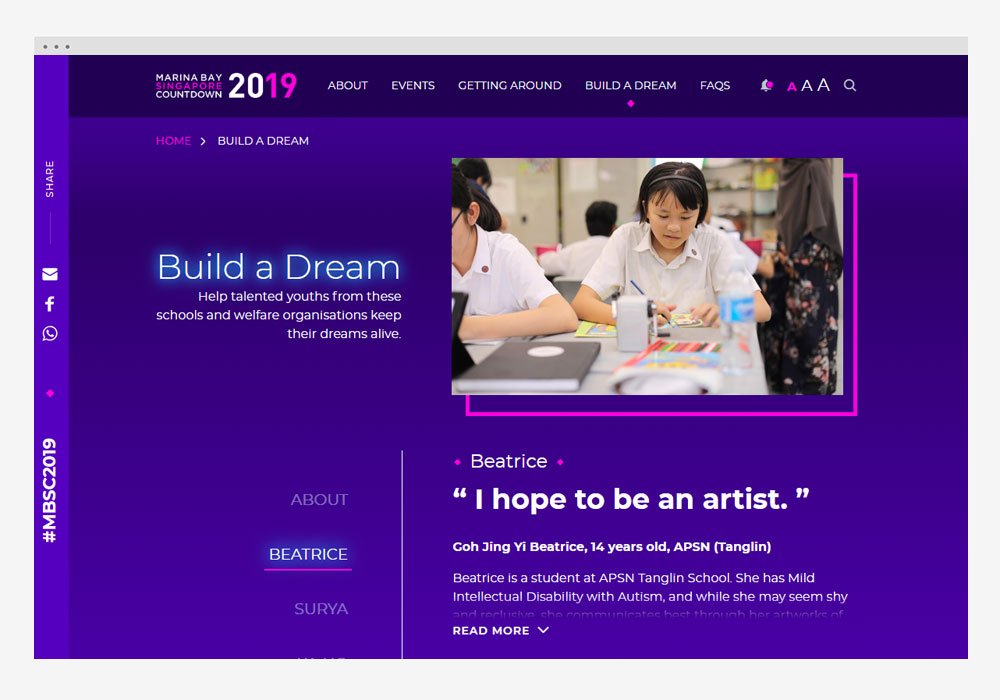 MARINA BAY
SINGAPORE
COUNTDOWN
2019
ABOUT
EVENTS
GETTING AROUND
BUILD A DREAM
FAQS
A A A
HOME
BUILD A DREAM
SHARE
#MBSC2019
Build a Dream
Help talented youths from these
schools and welfare organisations keep
their dreams alive.
ABOUT
BEATRICE
SURYA
Beatrice
“ I hope to be an artist. ”
Goh Jing Yi Beatrice, 14 years old, APSN (Tanglin)
Beatrice is a student at APSN Tanglin School. She has Mild
Intellectual Disability with Autism, and while she may seem shy
and reclusive, she communicates best through her artworks of
READ MORE